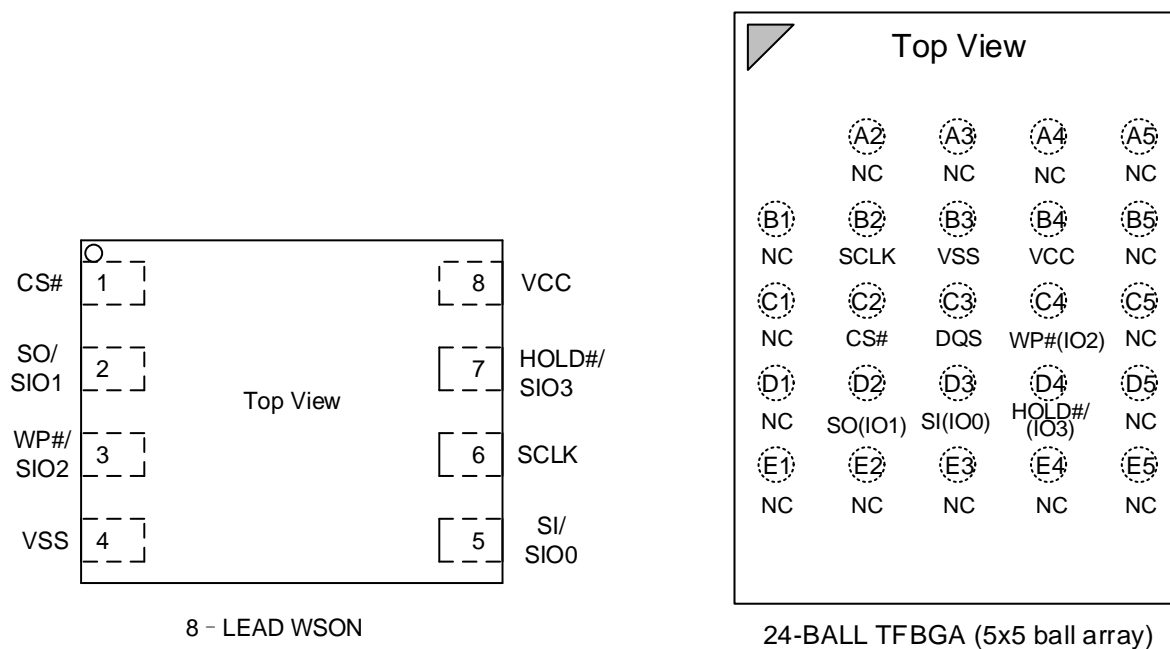 CS#
1
8
VCC
SO/
SIO1
2
7
HOLD#/
SIO3
Top View
WP#/
SIO2
3
6
SCLK
VSS
4
5
SI/
SIO0
8 - LEAD WSON
Top View
A2 A3 A4 A5
NC NC NC NC
B1 B2 B3 B4 B5
NC SCLK VSS VCC NC
C1 C2 C3 C4 C5
NC CS# DQS WP#(IO2) NC
D1 D2 D3 D4 D5
NC SO(IO1) SI(IO0) HOLD#/
(IO3) NC
E1 E2 E3 E4 E5
NC NC NC NC NC
24-BALL TFBGA (5x5 ball array)